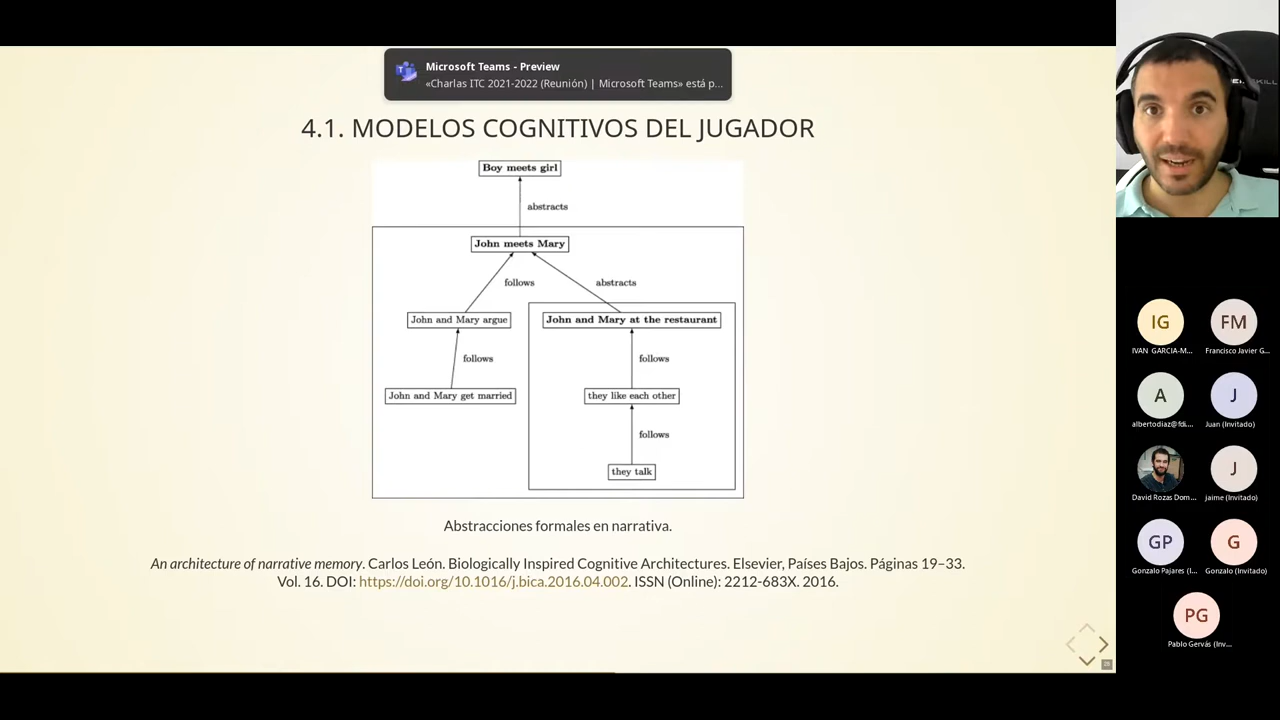 Microsoft Teams - Preview
«Charlas ITC 2021-2022 (Reunión) | Microsoft Teams» está p...
4.1. MODELOS COGNITIVOS DEL JUGADOR
Boy meets girl
abstracts
John meets Mary
follows
abstracts
John and Mary argue
John and Mary at the restaurant
follows
follows
John and Mary get married
they like each other
follows
they talk
Abstracciones formales en narrativa.
An architecture of narrative memory. Carlos León. Biologically Inspired Cognitive Architectures. Elsevier, Países Bajos. Páginas 19–33.
Vol. 16. DOI: https://doi.org/10.1016/j.bica.2016.04.002. ISSN (Online): 2212-683X. 2016.
IG
FM
IVAN GARCIA-M...
Francisco Javier G...
A
J
albertodiaz@fdi....
Juan (Invitado)
J
David Rozas Dom...
jaime (Invitado)
GP
G
Gonzalo Pajares (I...
Gonzalo (Invitado)
PG
Pablo Gervás (Inv...